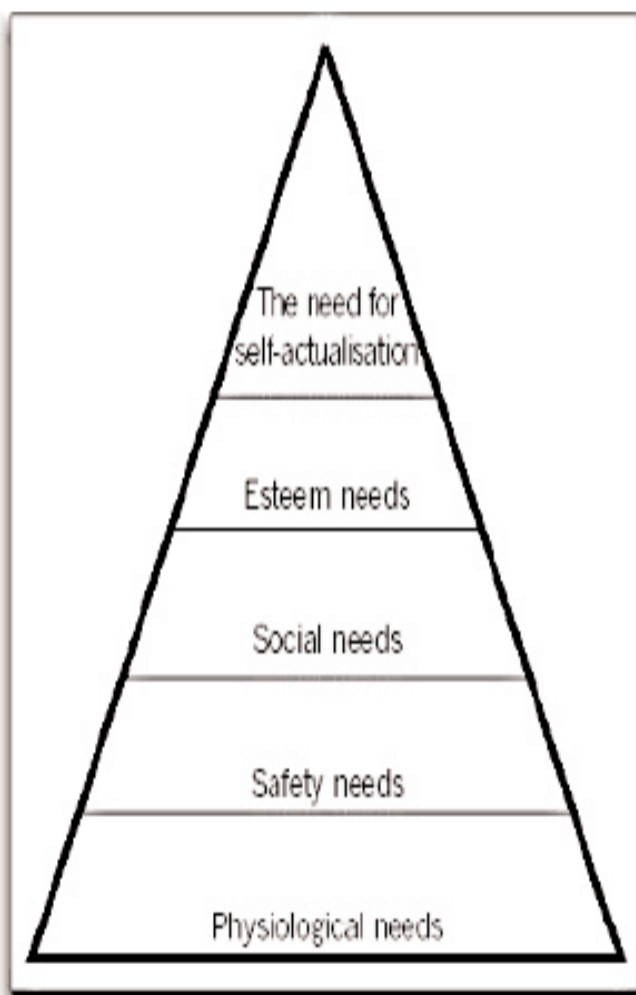 The need for
self-actualisation
Esteem needs
Social needs
Safety needs
Physiological needs